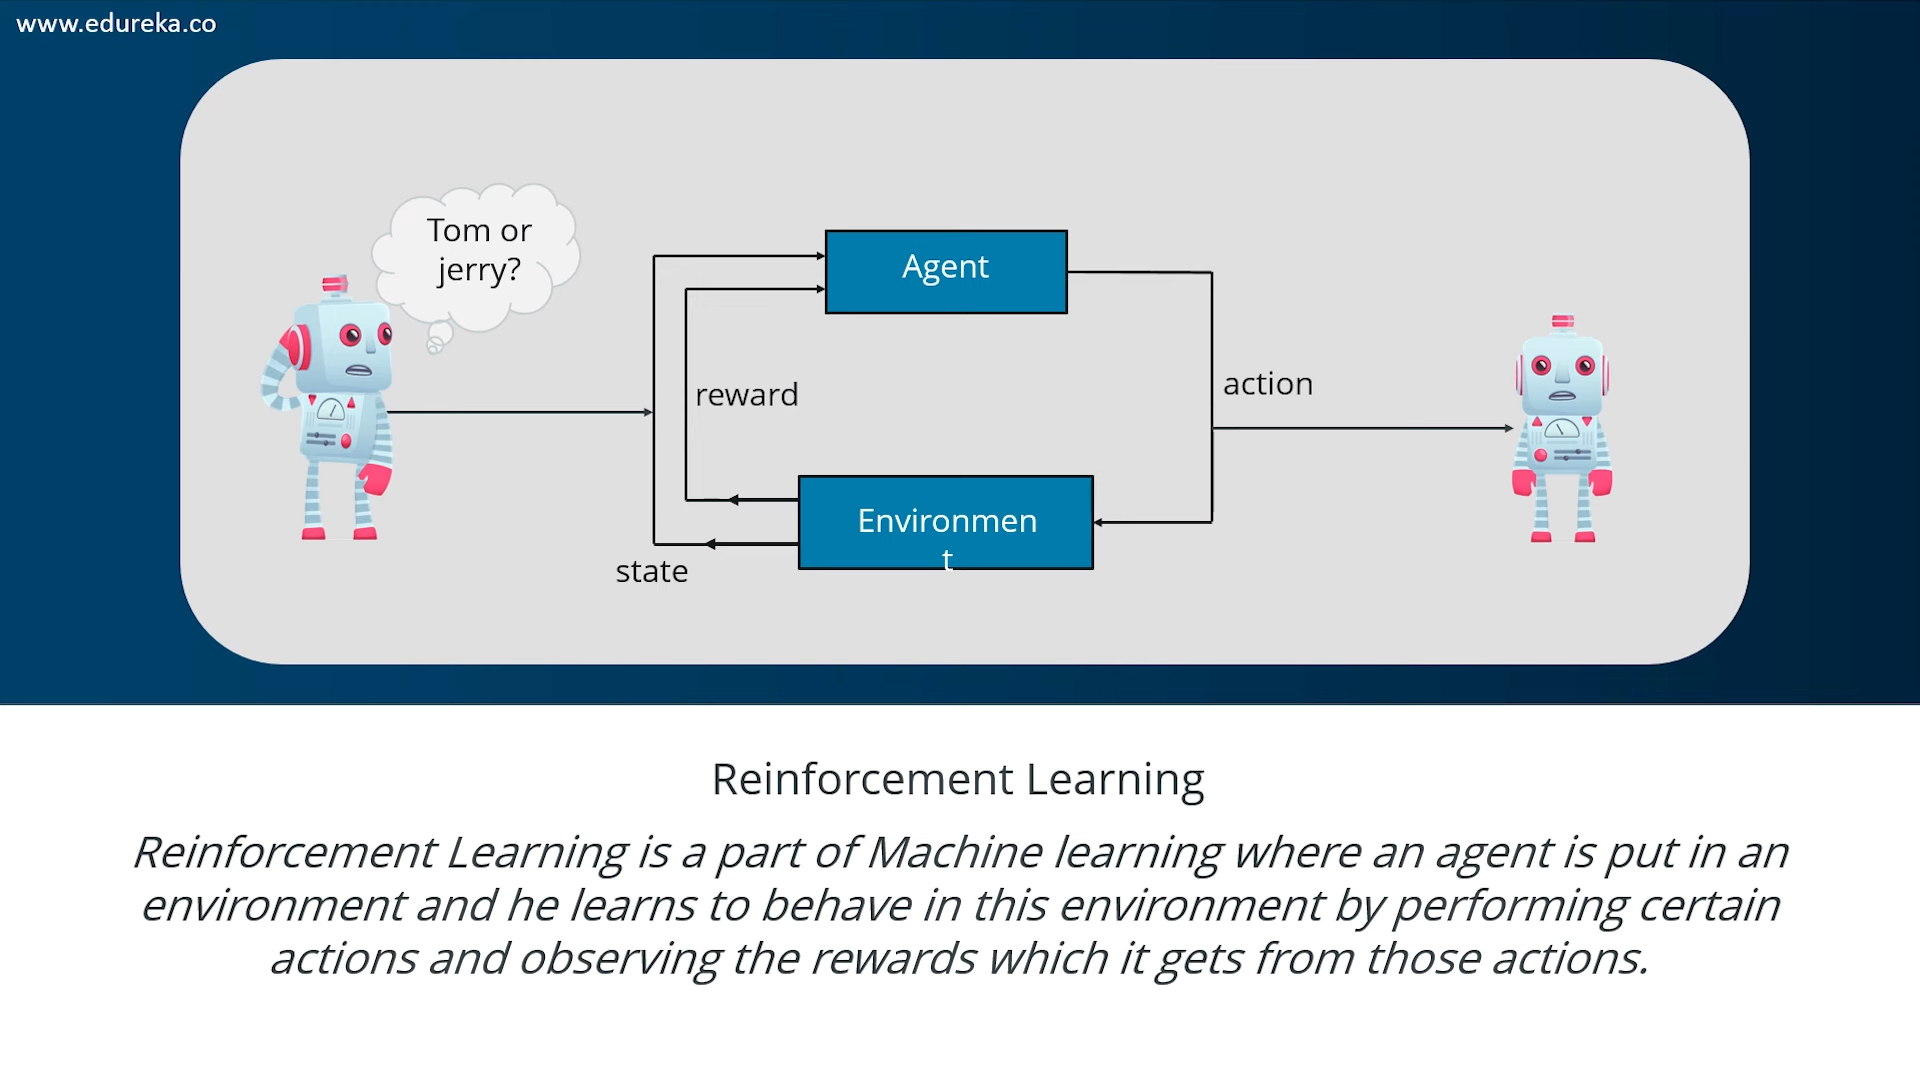 www.edureka.co
Tom or
jerry?
Agent
reward
action
Environmen
t
state
Reinforcement Learning
Reinforcement Learning is a part of Machine learning where an agent is put in an
environment and he learns to behave in this environment by performing certain
actions and observing the rewards which it gets from those actions.